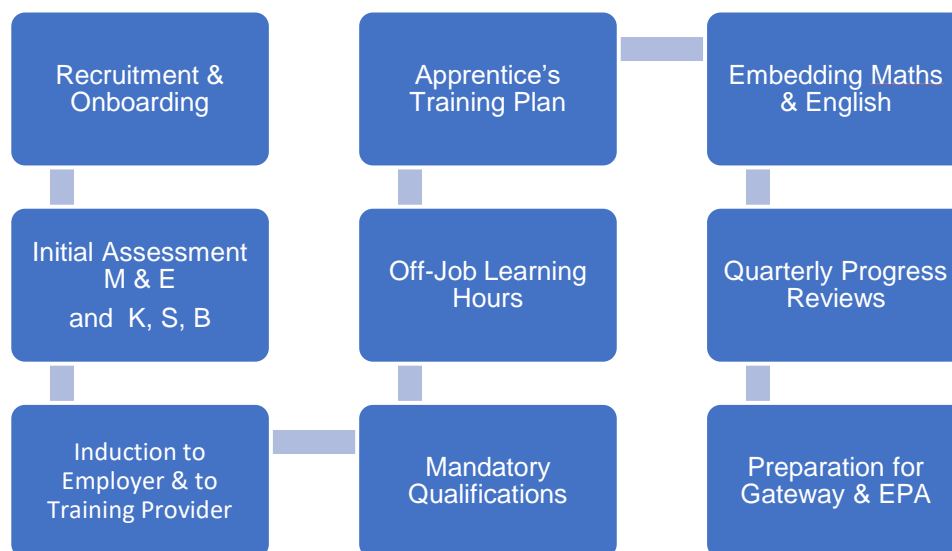 Recruitment &
Onboarding
Initial Assessment
M & E
and K, S, B
Induction to
Employer & to
Training Provider
Mandatory
Qualifications
Off-Job Learning
Hours
Apprentice’s
Training Plan
Embedding Maths
& English
Quarterly Progress
Reviews
Preparation for
Gateway & EPA